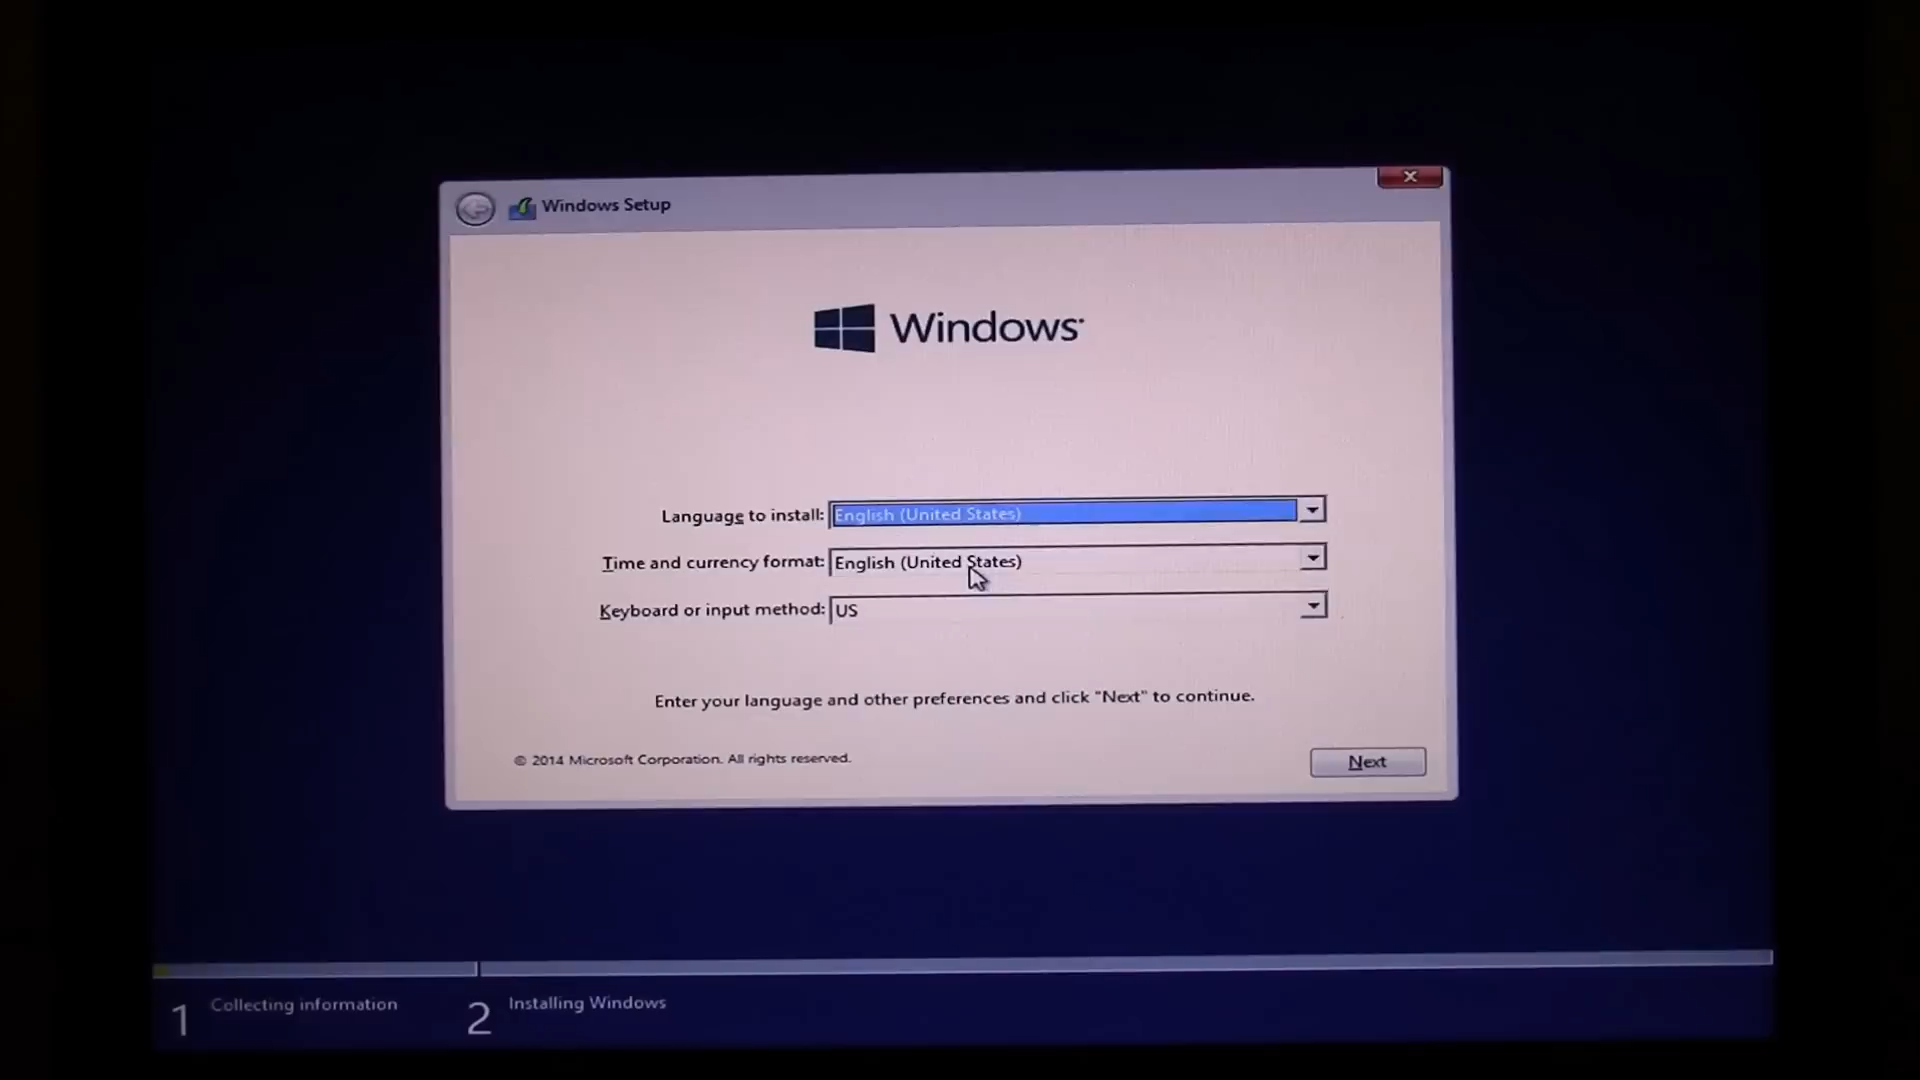 Windows Setup
Windows
Language to install: English (United States)
Time and currency format: English (United States)
Keyboard or input method: US
Enter your language and other preferences and click "Next" to continue.
© 2014 Microsoft Corporation. All rights reserved.
Next
1 Collecting information
2 Installing Windows